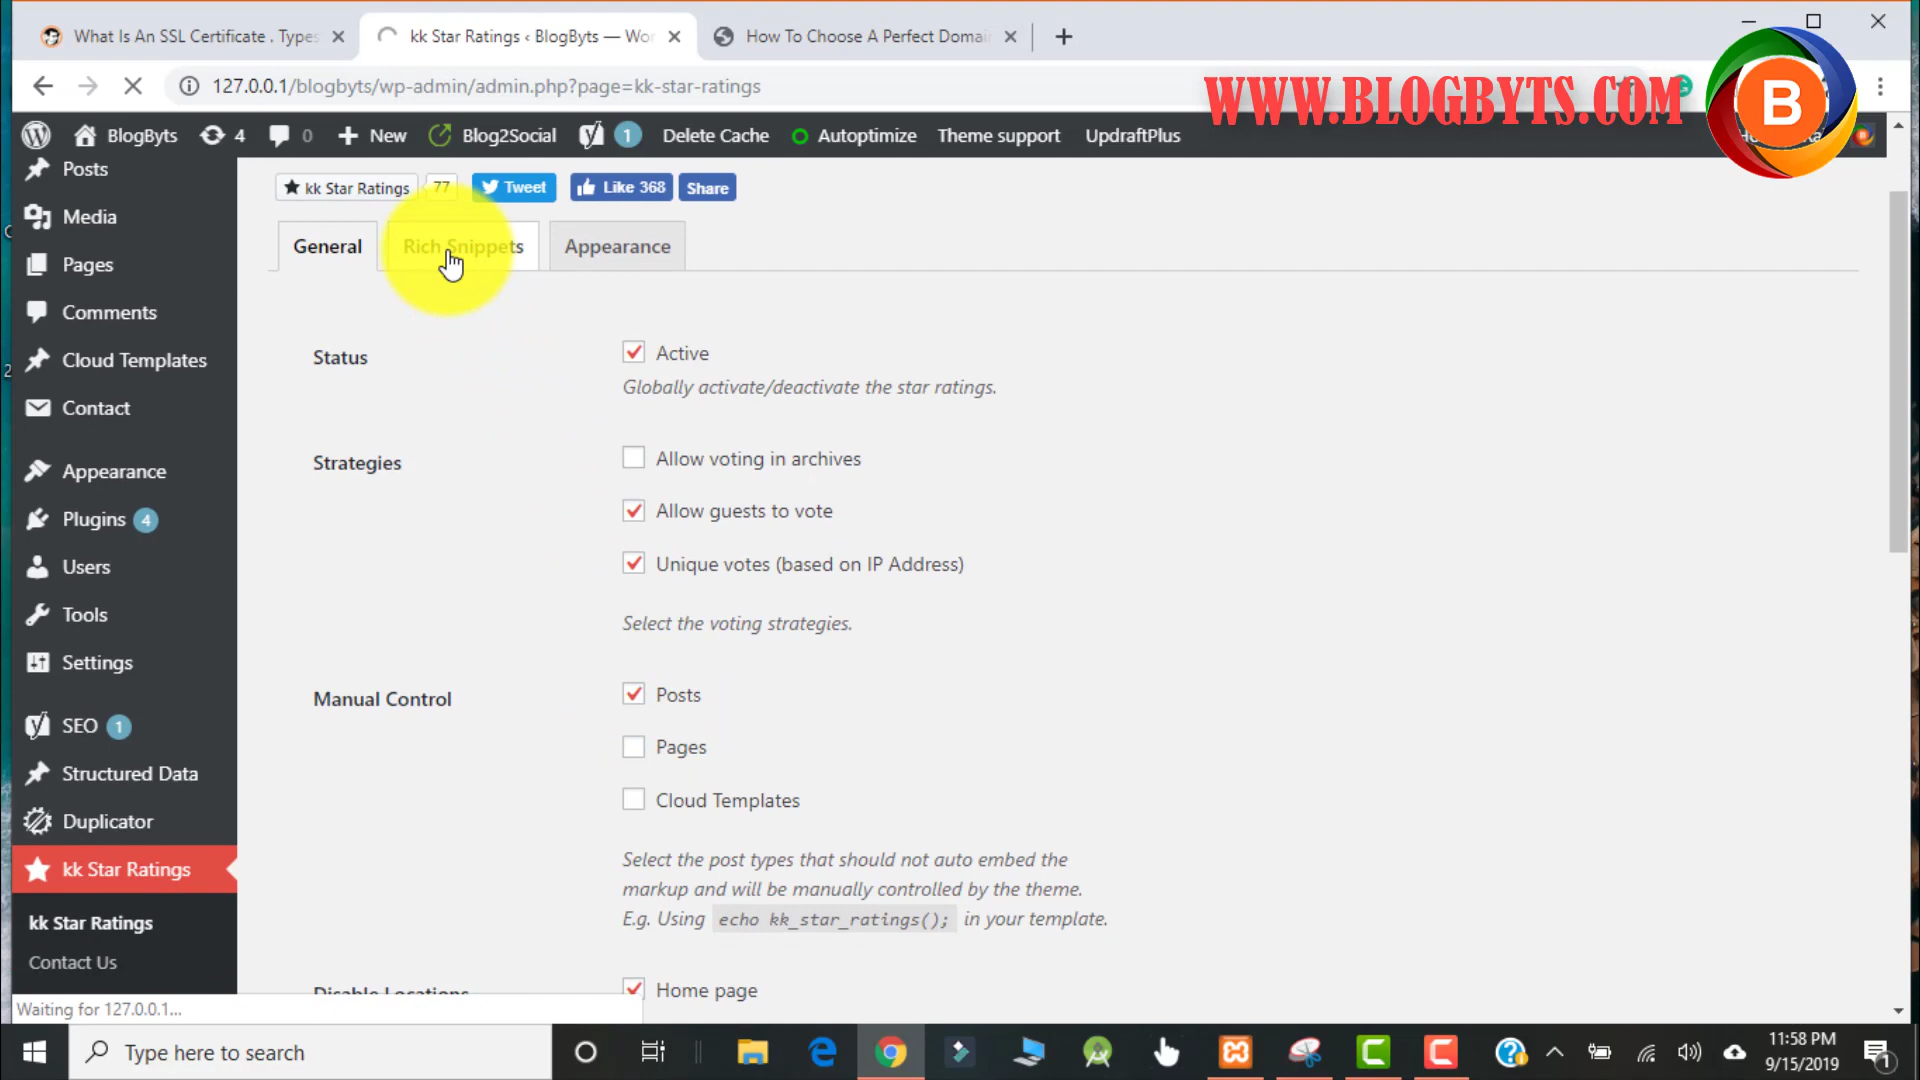 What Is An SSL Certificate . Types
kk Star Ratings ‹ BlogByts — Wor
How To Choose A Perfect Domai
127.0.0.1/blogbyts/wp-admin/admin.php?page=kk-star-ratings
WWW.BLOGBYTS.COM
B
BlogByts
4
0
New
Blog2Social
1
Delete Cache
Autoptimize
Theme support
UpdraftPlus
Posts
Media
Pages
Comments
Cloud Templates
Contact
Appearance
Plugins 4
Users
Tools
Settings
SEO 1
Structured Data
Duplicator
kk Star Ratings
kk Star Ratings
Contact Us
Waiting for 127.0.0.1...
kk Star Ratings
77
Tweet
Like 368
Share
General
Rich Snippets
Appearance
Status
Active
Globally activate/deactivate the star ratings.
Strategies
Allow voting in archives
Allow guests to vote
Unique votes (based on IP Address)
Select the voting strategies.
Manual Control
Posts
Pages
Cloud Templates
Select the post types that should not auto embed the
markup and will be manually controlled by the theme.
E.g. Using echo kk_star_ratings(); in your template.
Disable Locations
Home page
Type here to search
11:58 PM
9/15/2019
1